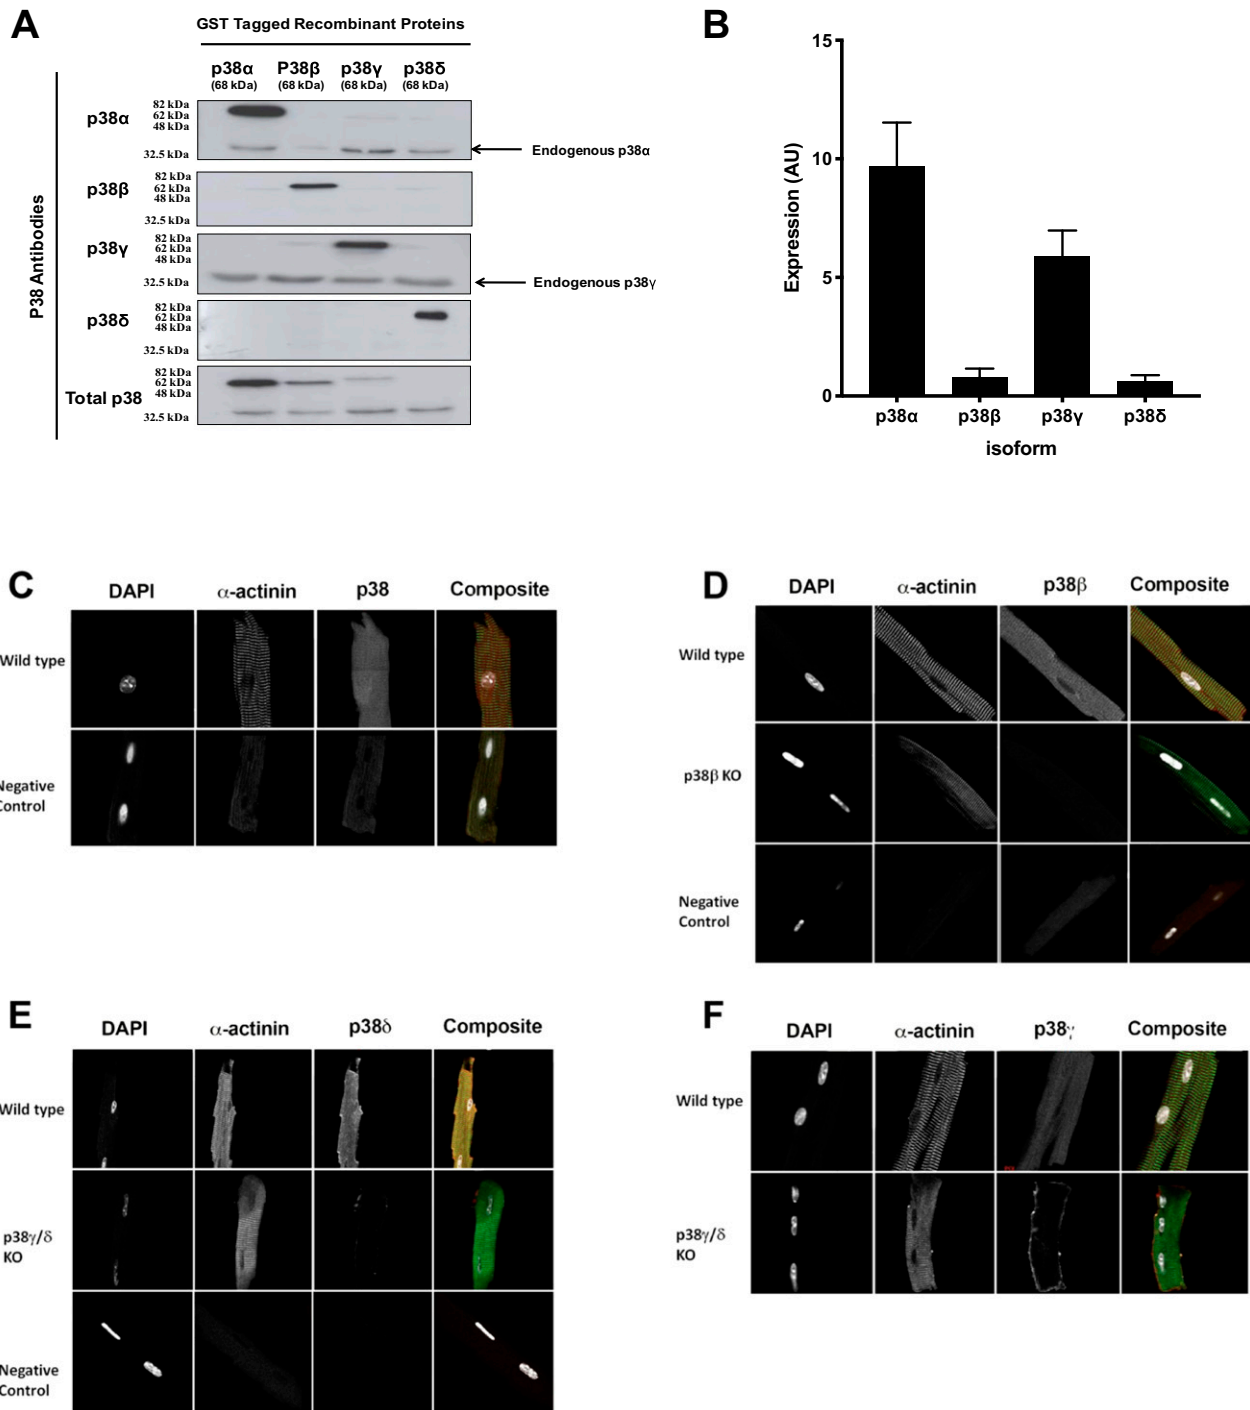 A
GST Tagged Recombinant Proteins
p38α P38β p38γ p38δ
(68 kDa) (68 kDa) (68 kDa) (68 kDa)
P38 Antibodies
p38α
82 kDa
62 kDa
48 kDa
32.5 kDa
Endogenous p38α
p38β
82 kDa
62 kDa
48 kDa
32.5 kDa
p38γ
82 kDa
62 kDa
48 kDa
32.5 kDa
Endogenous p38γ
p38δ
82 kDa
62 kDa
48 kDa
32.5 kDa
Total p38
82 kDa
62 kDa
48 kDa
32.5 kDa
B
Expression (AU)
15
10
5
0
p38α p38β p38γ p38δ
isoform
C
DAPI α-actinin p38 Composite
Wild type
Negative
Control
D
DAPI α-actinin p38β Composite
Wild type
p38β KO
Negative
Control
E
DAPI α-actinin p38δ Composite
Wild type
p38γ/δ
KO
Negative
Control
F
DAPI α-actinin p38γ Composite
Wild type
p38γ/δ
KO